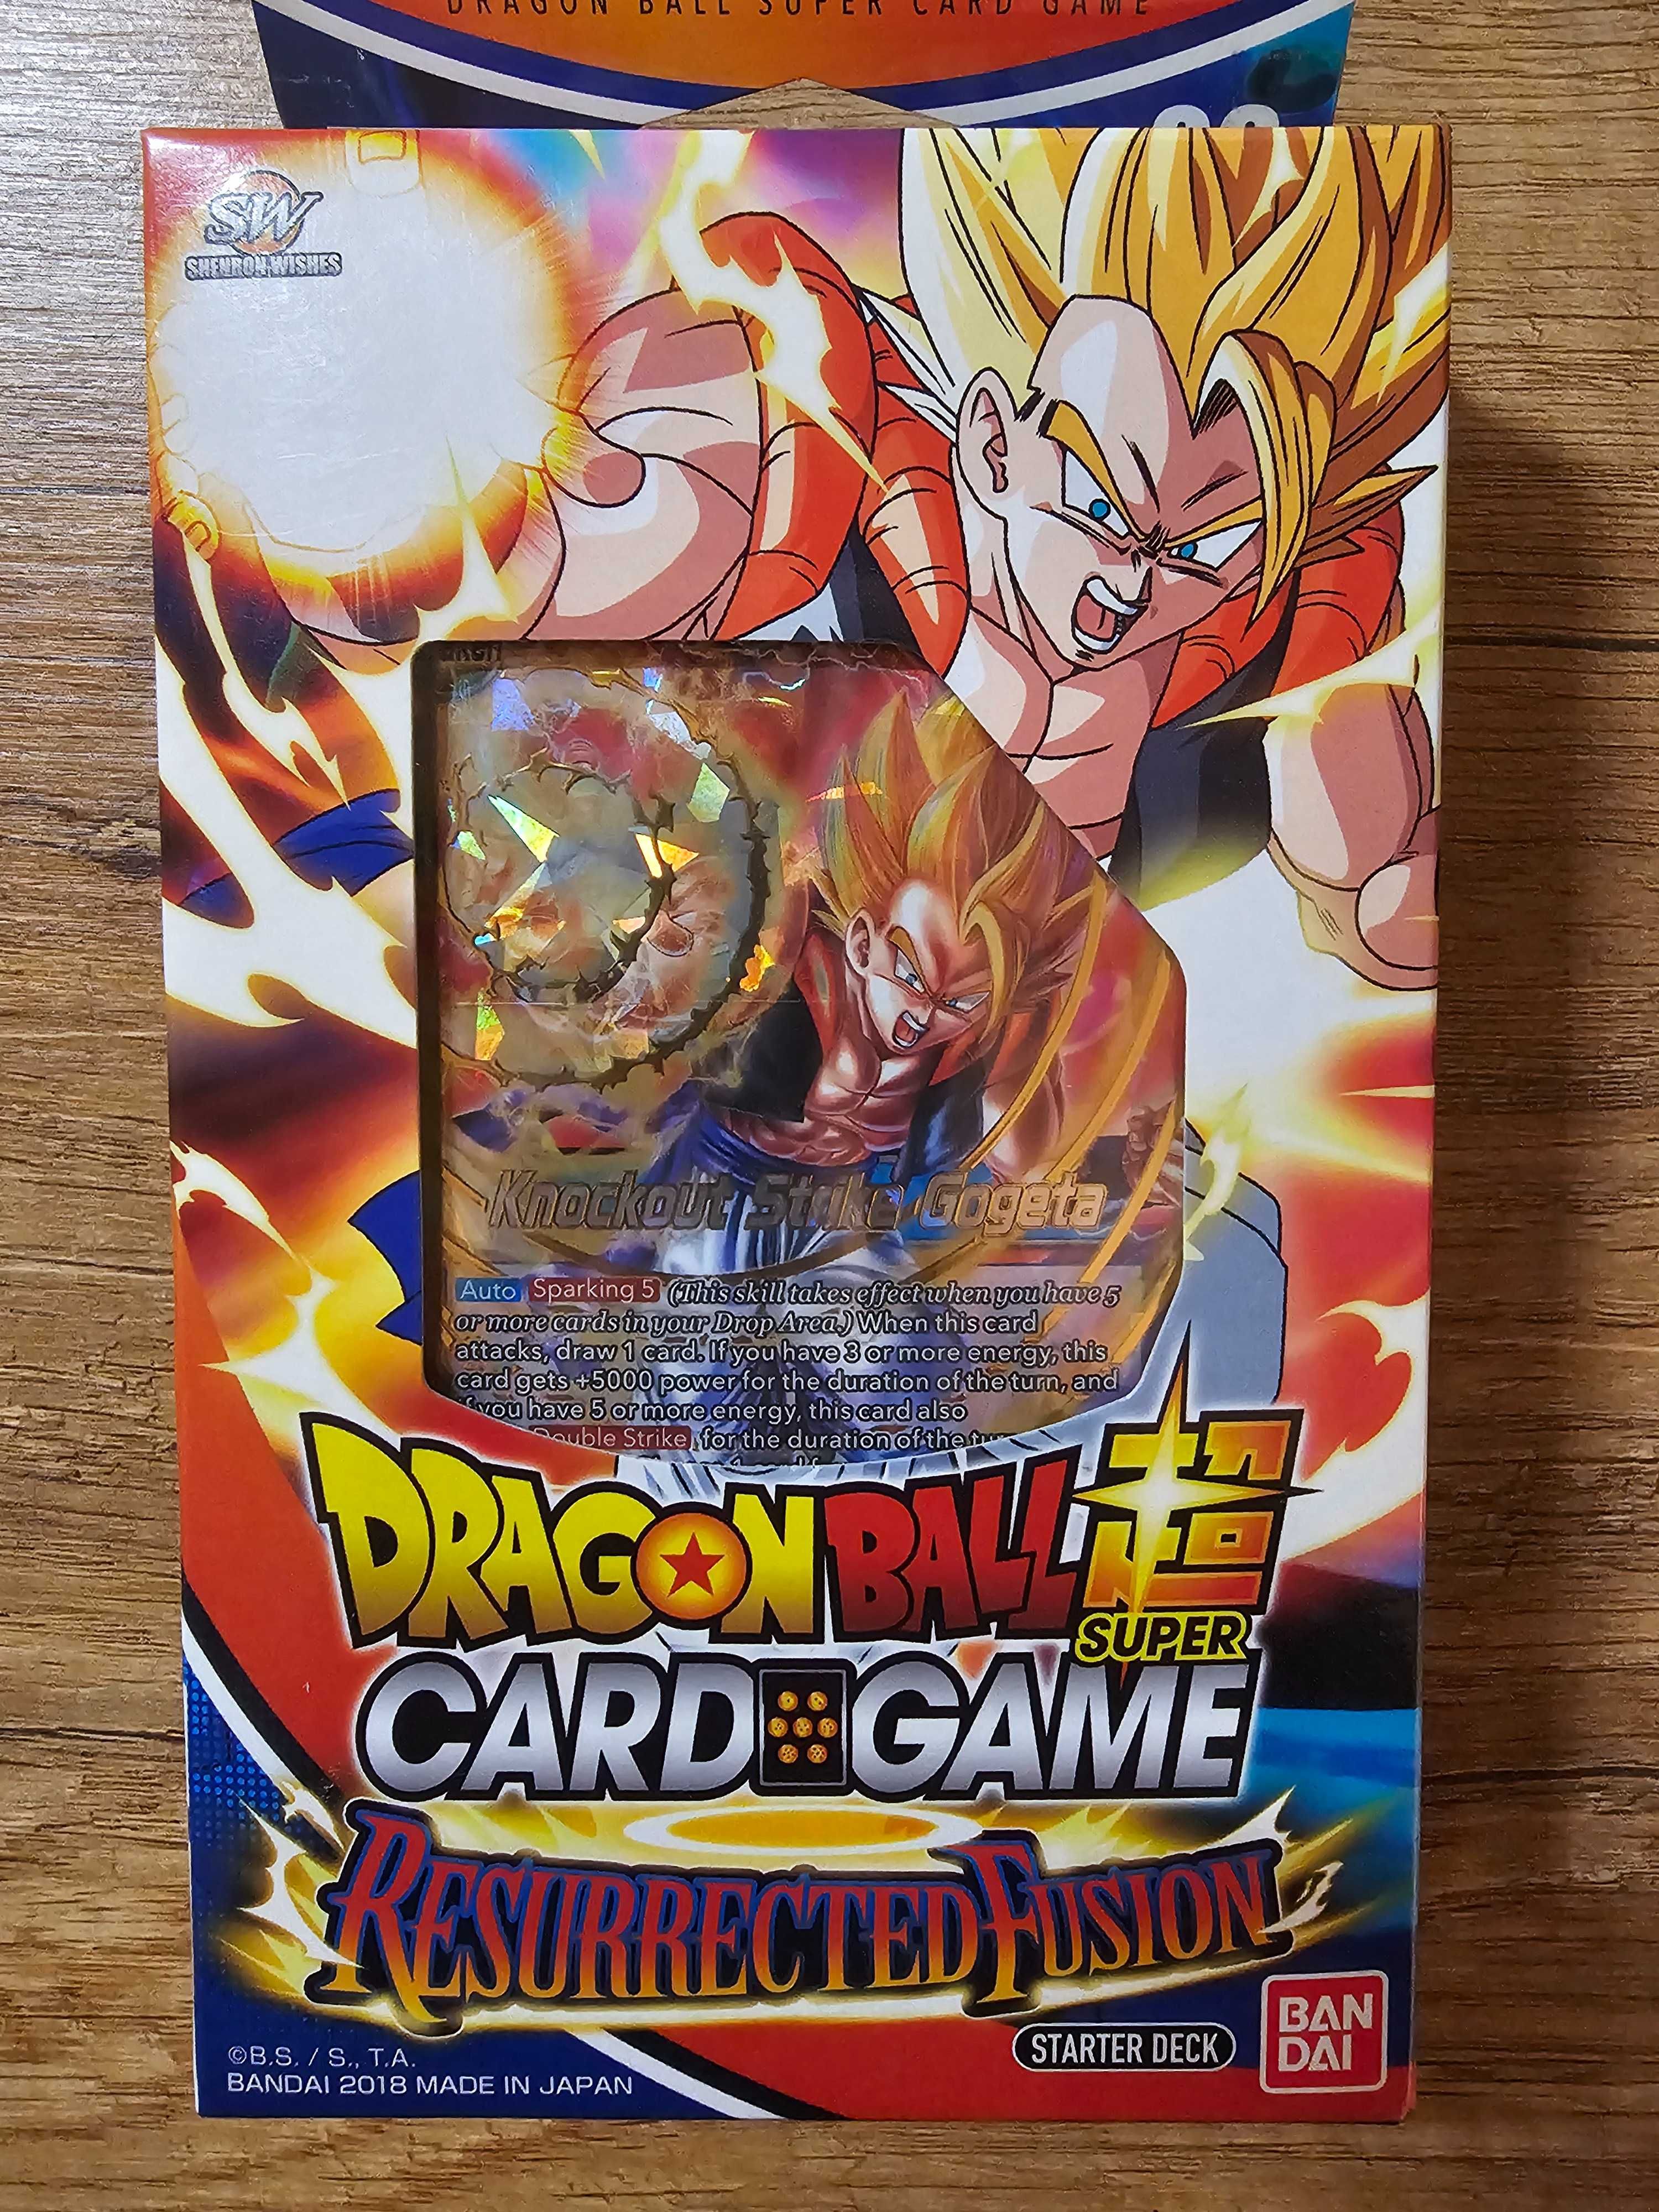 DRAGON BALL SUPER CARD GAME
SW
SHENRON WISHES
Knockout Strike Gogeta
Auto Sparking 5 (This skill takes effect when you have 5
or more cards in your Drop Area.) When this card
attacks, draw 1 card. If you have 3 or more energy, this
card gets +5000 power for the duration of the turn, and
if you have 5 or more energy, this card also
Double Strike for the duration of the
DRAGON BALL 超
SUPER
CARD GAME
RESURRECTED FUSION
STARTER DECK
BAN
DAI
©B.S. / S., T.A.
BANDAI 2018 MADE IN JAPAN